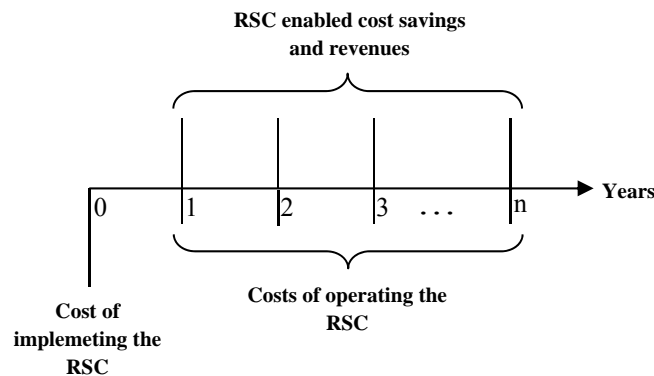 RSC enabled cost savings
and revenues
0
1
2
3
...
n
Years
Costs of operating the
RSC
Cost of
implemeting the
RSC